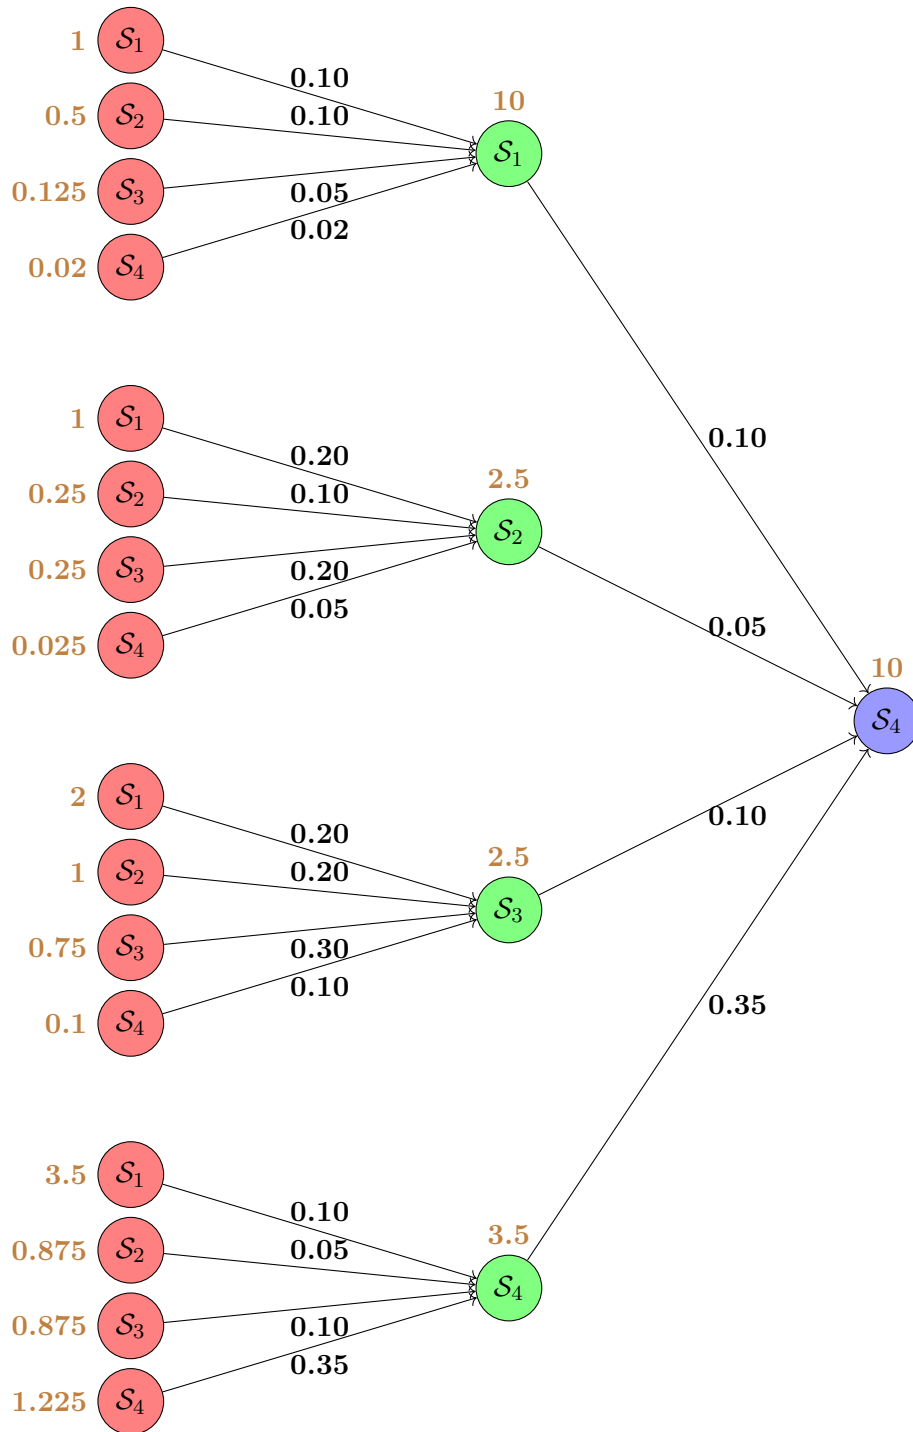 1 𝒮₁
0.10
0.5 𝒮₂
0.10
0.125 𝒮₃
0.05
0.02 𝒮₄
0.02
10
𝒮₁
1 𝒮₁
0.20
0.25 𝒮₂
0.10
0.25 𝒮₃
0.20
0.025 𝒮₄
0.05
2.5
𝒮₂
2 𝒮₁
0.20
1 𝒮₂
0.20
0.75 𝒮₃
0.30
0.1 𝒮₄
0.10
2.5
𝒮₃
3.5 𝒮₁
0.10
0.875 𝒮₂
0.05
0.875 𝒮₃
0.10
1.225 𝒮₄
0.35
3.5
𝒮₄
0.10
0.05
0.10
0.35
10
𝒮₄